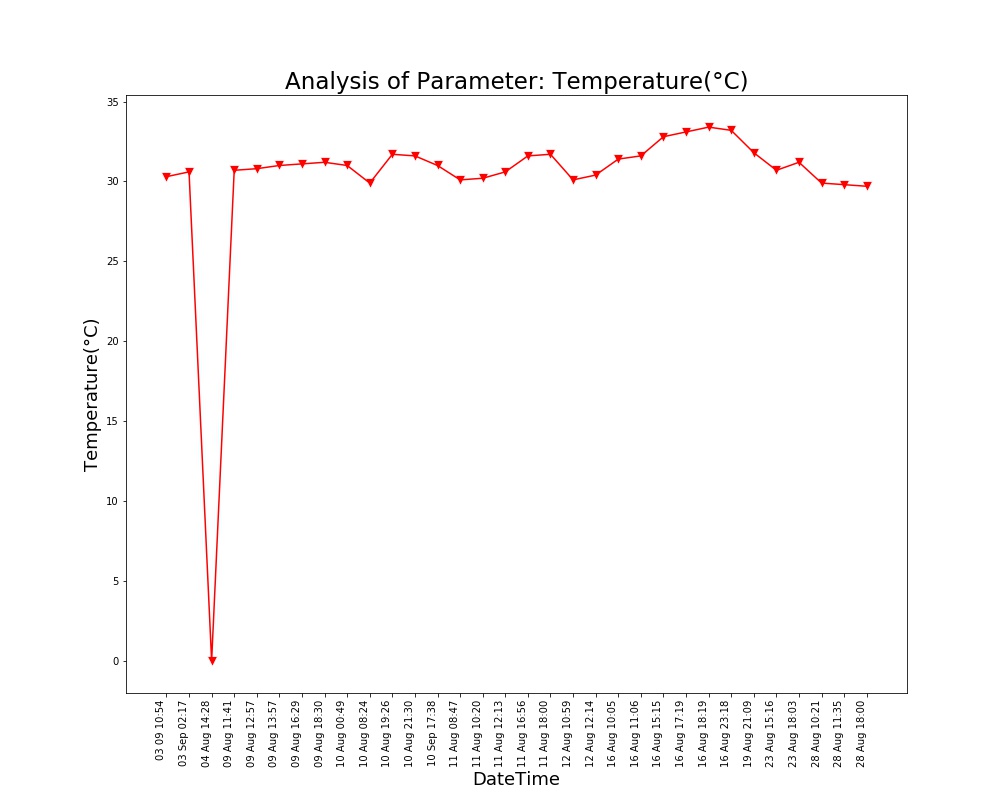 Analysis of Parameter: Temperature(°C)
35
30
25
20
15
10
5
0
Temperature(°C)
03 09 10:54
03 Sep 02:17
04 Aug 14:28
09 Aug 11:41
09 Aug 12:57
09 Aug 13:57
09 Aug 16:29
09 Aug 18:30
10 Aug 00:49
10 Aug 08:24
10 Aug 19:26
10 Aug 21:30
10 Sep 17:38
11 Aug 08:47
11 Aug 10:20
11 Aug 12:13
11 Aug 16:56
11 Aug 18:00
12 Aug 10:59
12 Aug 12:14
16 Aug 10:05
16 Aug 11:06
16 Aug 15:15
16 Aug 17:19
16 Aug 18:19
16 Aug 23:18
19 Aug 21:09
23 Aug 15:16
23 Aug 18:03
28 Aug 10:21
28 Aug 11:35
28 Aug 18:00
DateTime